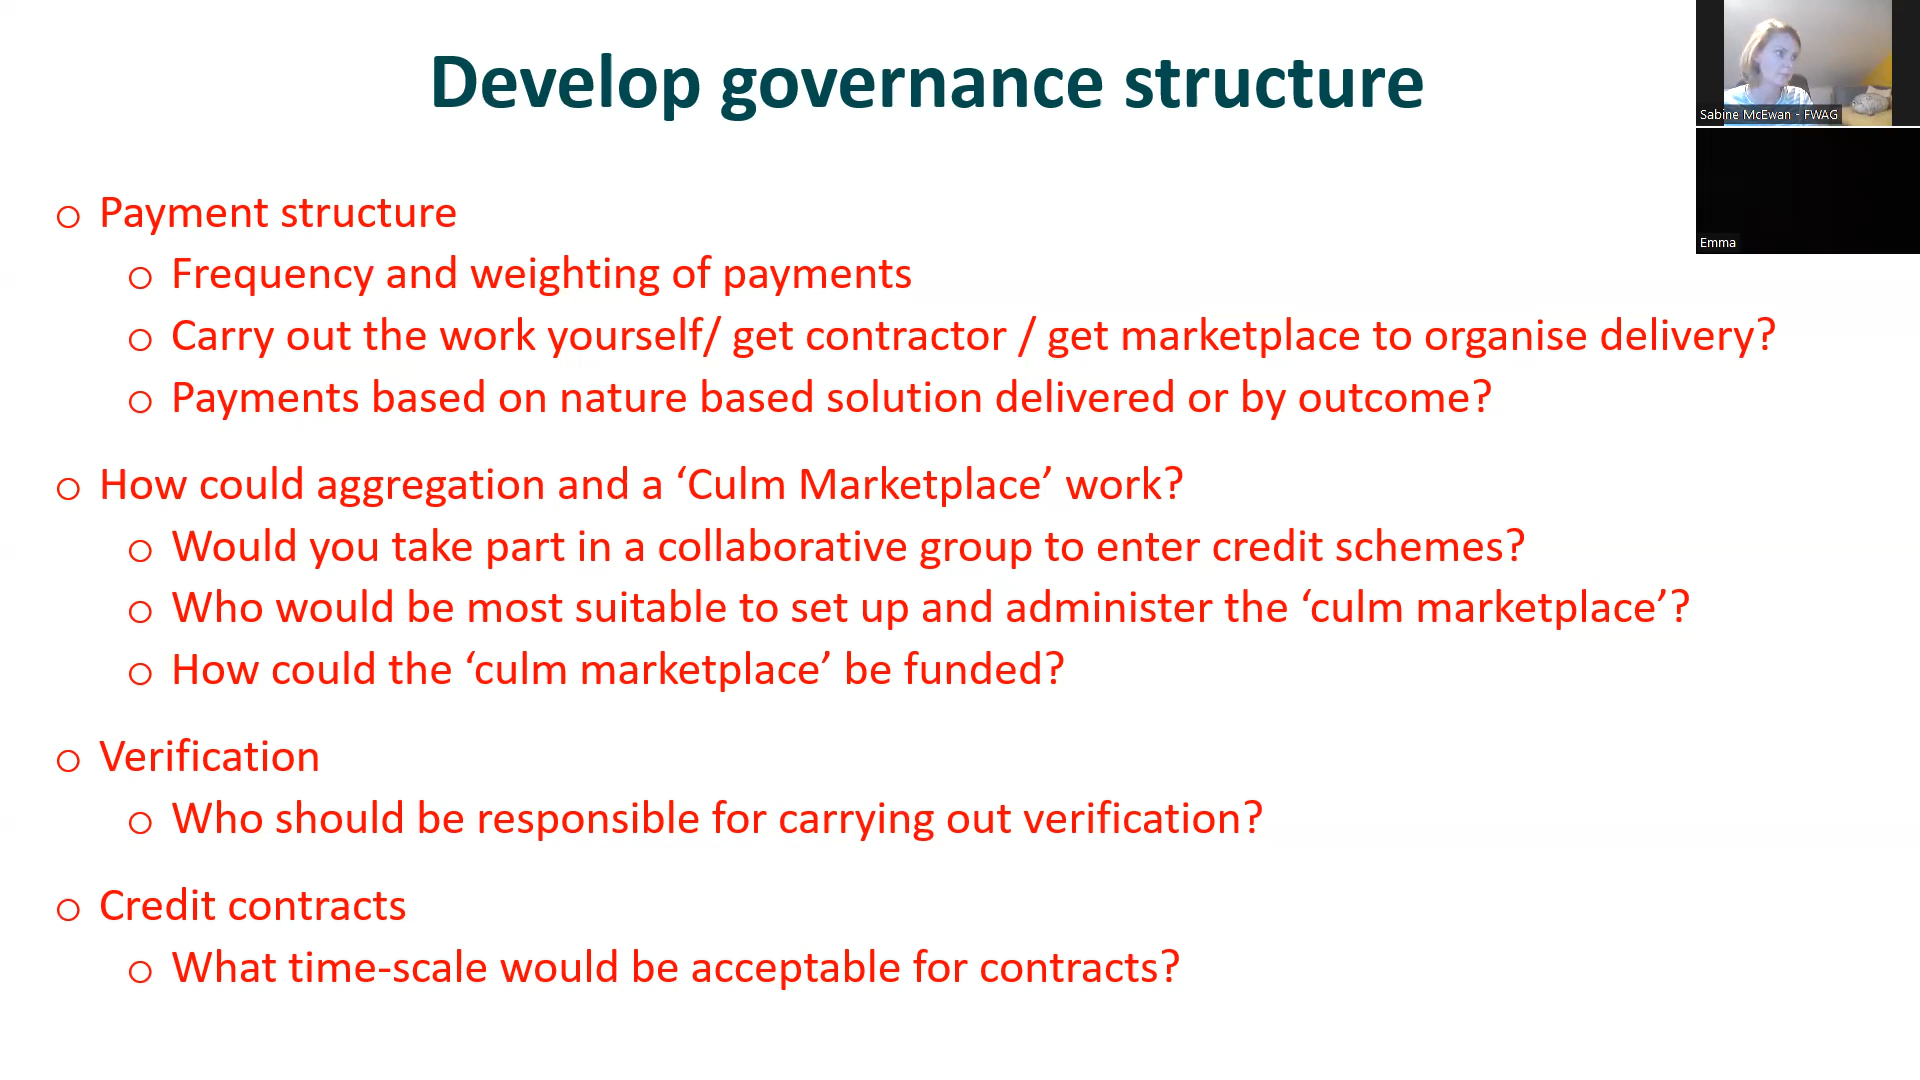 Develop governance structure
Sabine McEwan - FWAG
Emma
o Payment structure
o Frequency and weighting of payments
o Carry out the work yourself/ get contractor / get marketplace to organise delivery?
o Payments based on nature based solution delivered or by outcome?
o How could aggregation and a ‘Culm Marketplace’ work?
o Would you take part in a collaborative group to enter credit schemes?
o Who would be most suitable to set up and administer the ‘culm marketplace’?
o How could the ‘culm marketplace’ be funded?
o Verification
o Who should be responsible for carrying out verification?
o Credit contracts
o What time-scale would be acceptable for contracts?